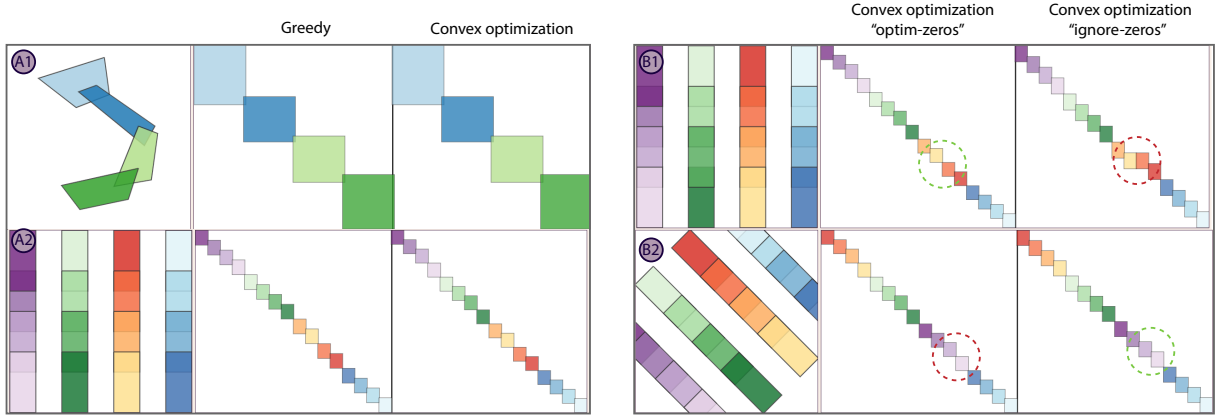 Greedy
Convex optimization
A1
A2
Convex optimization
“optim-zeros”
Convex optimization
“ignore-zeros”
B1
B2